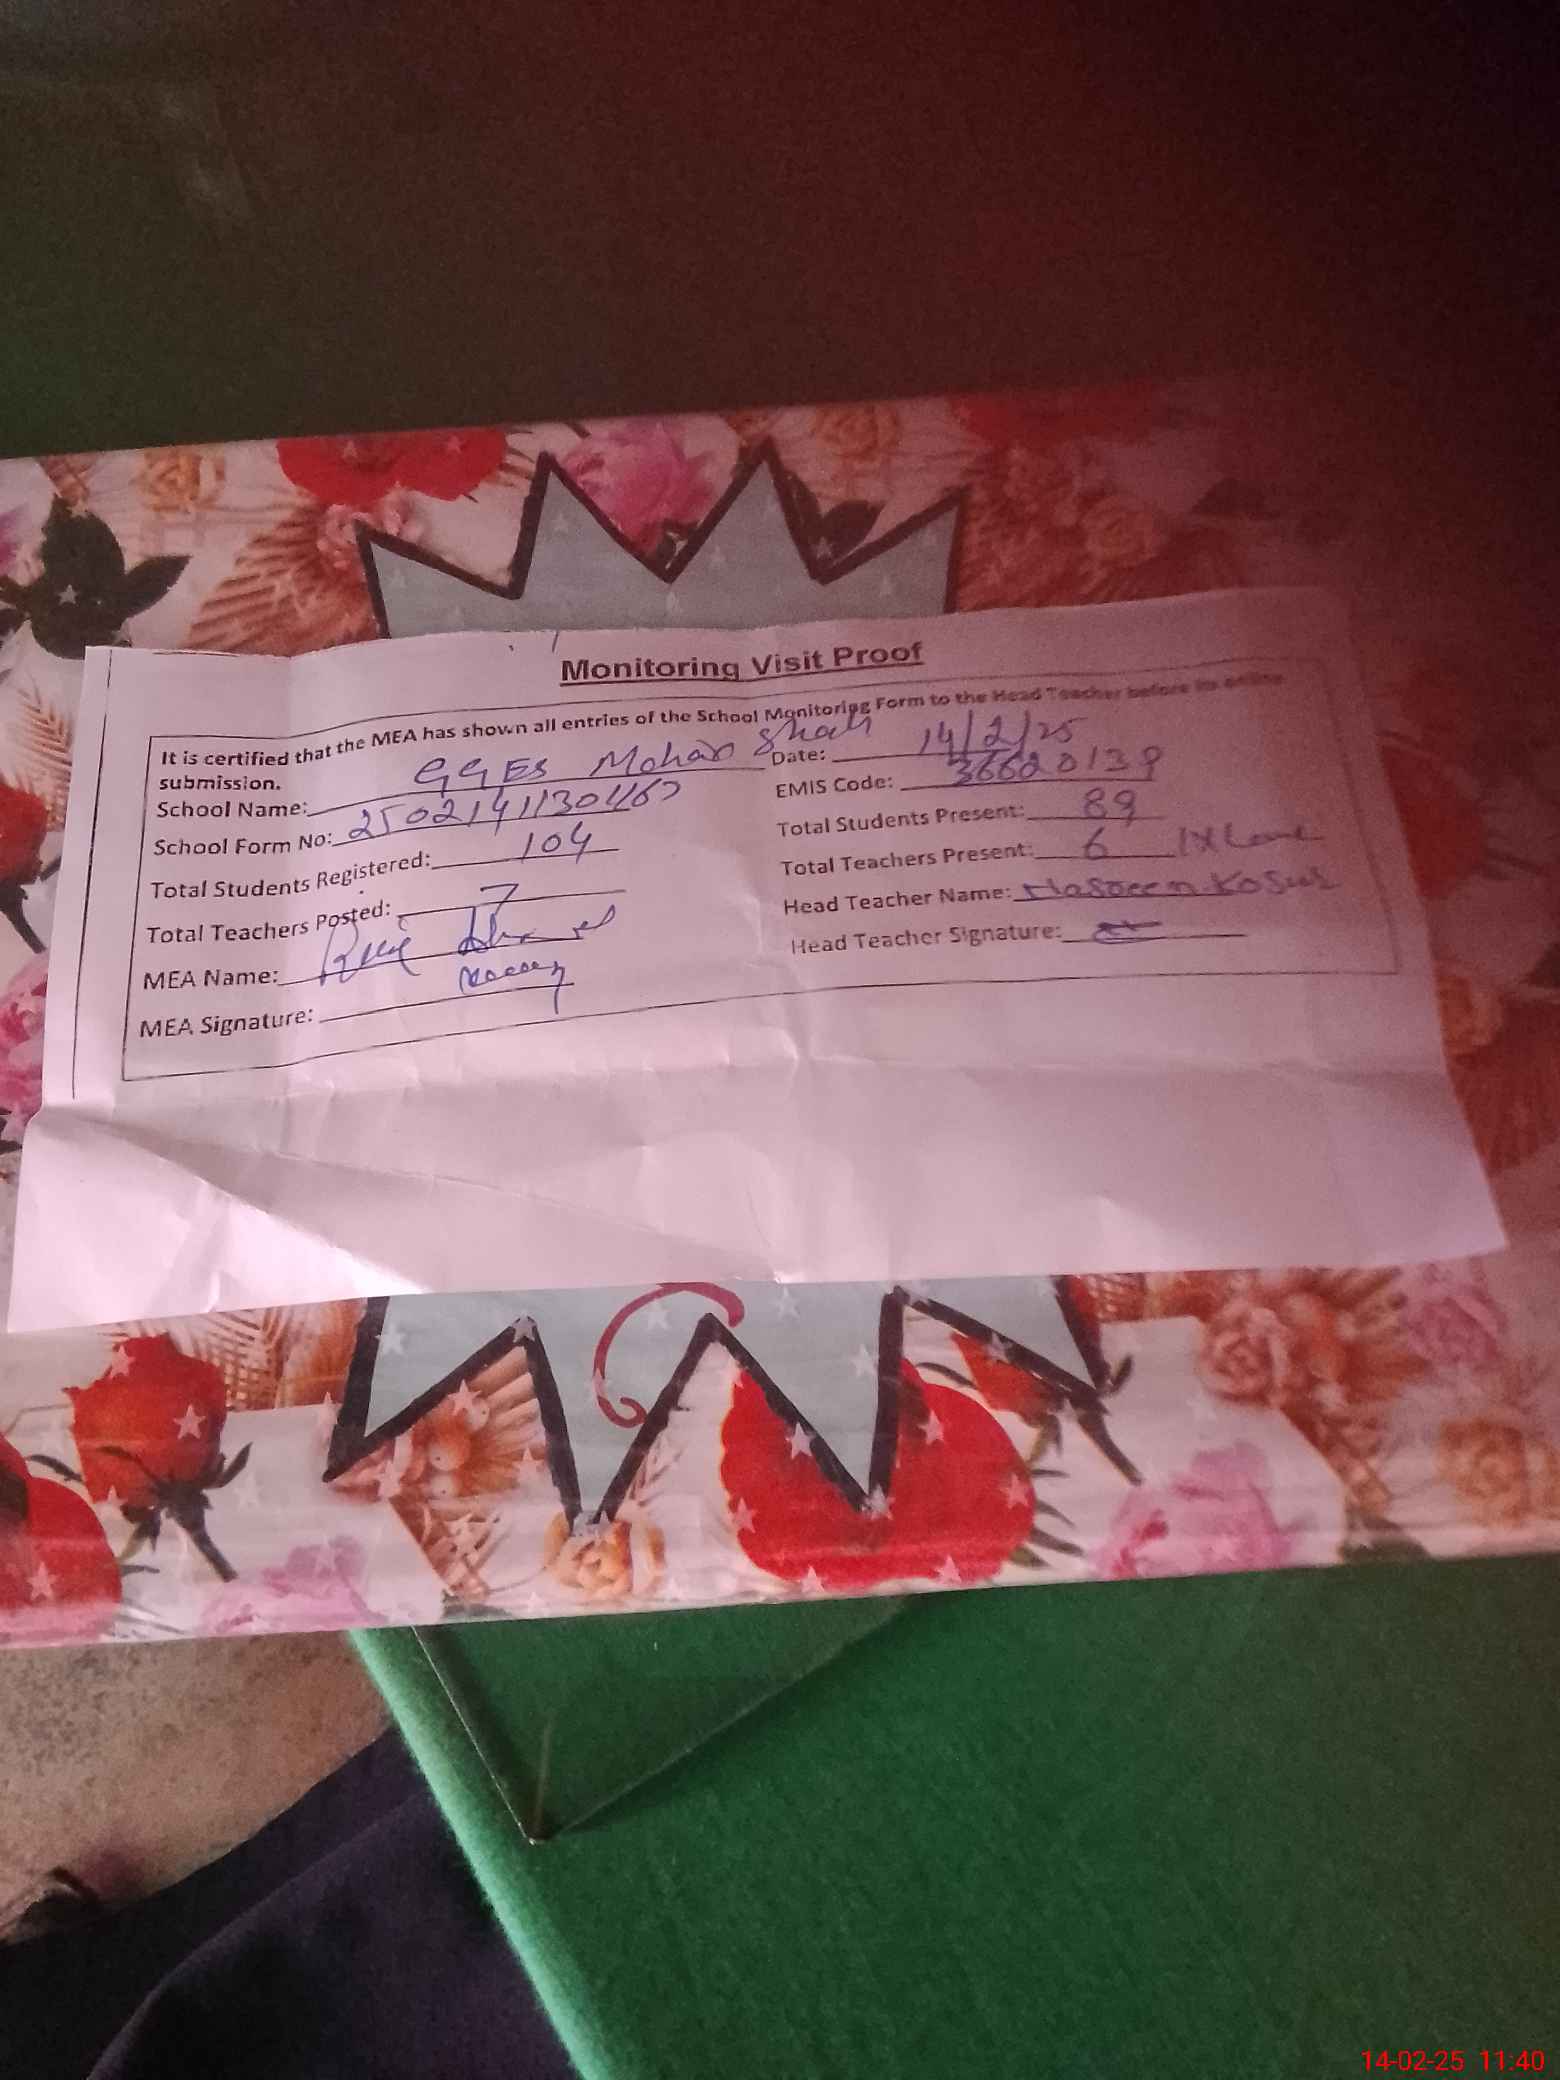 Monitoring Visit Proof
It is certified that the MEA has shown all entries of the School Monitoring Form to the Head Teacher before its online
submission.
School Name: GGES Mohar Shah Date: 14/2/25
School Form No: EMIS Code: 36620139
Total Students Registered: 104 Total Students Present: 89
Total Teachers Posted: 7 Total Teachers Present: 6
MEA Name: Head Teacher Name:
MEA Signature: Head Teacher Signature:
14-02-25 11:40